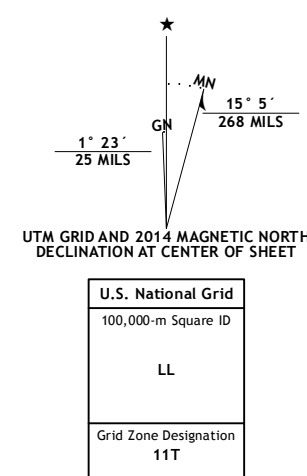 ★
MN
GN
15° 5´
268 MILS
1° 23´
25 MILS
UTM GRID AND 2014 MAGNETIC NORTH
DECLINATION AT CENTER OF SHEET
U.S. National Grid
100,000-m Square ID
LL
Grid Zone Designation
11T